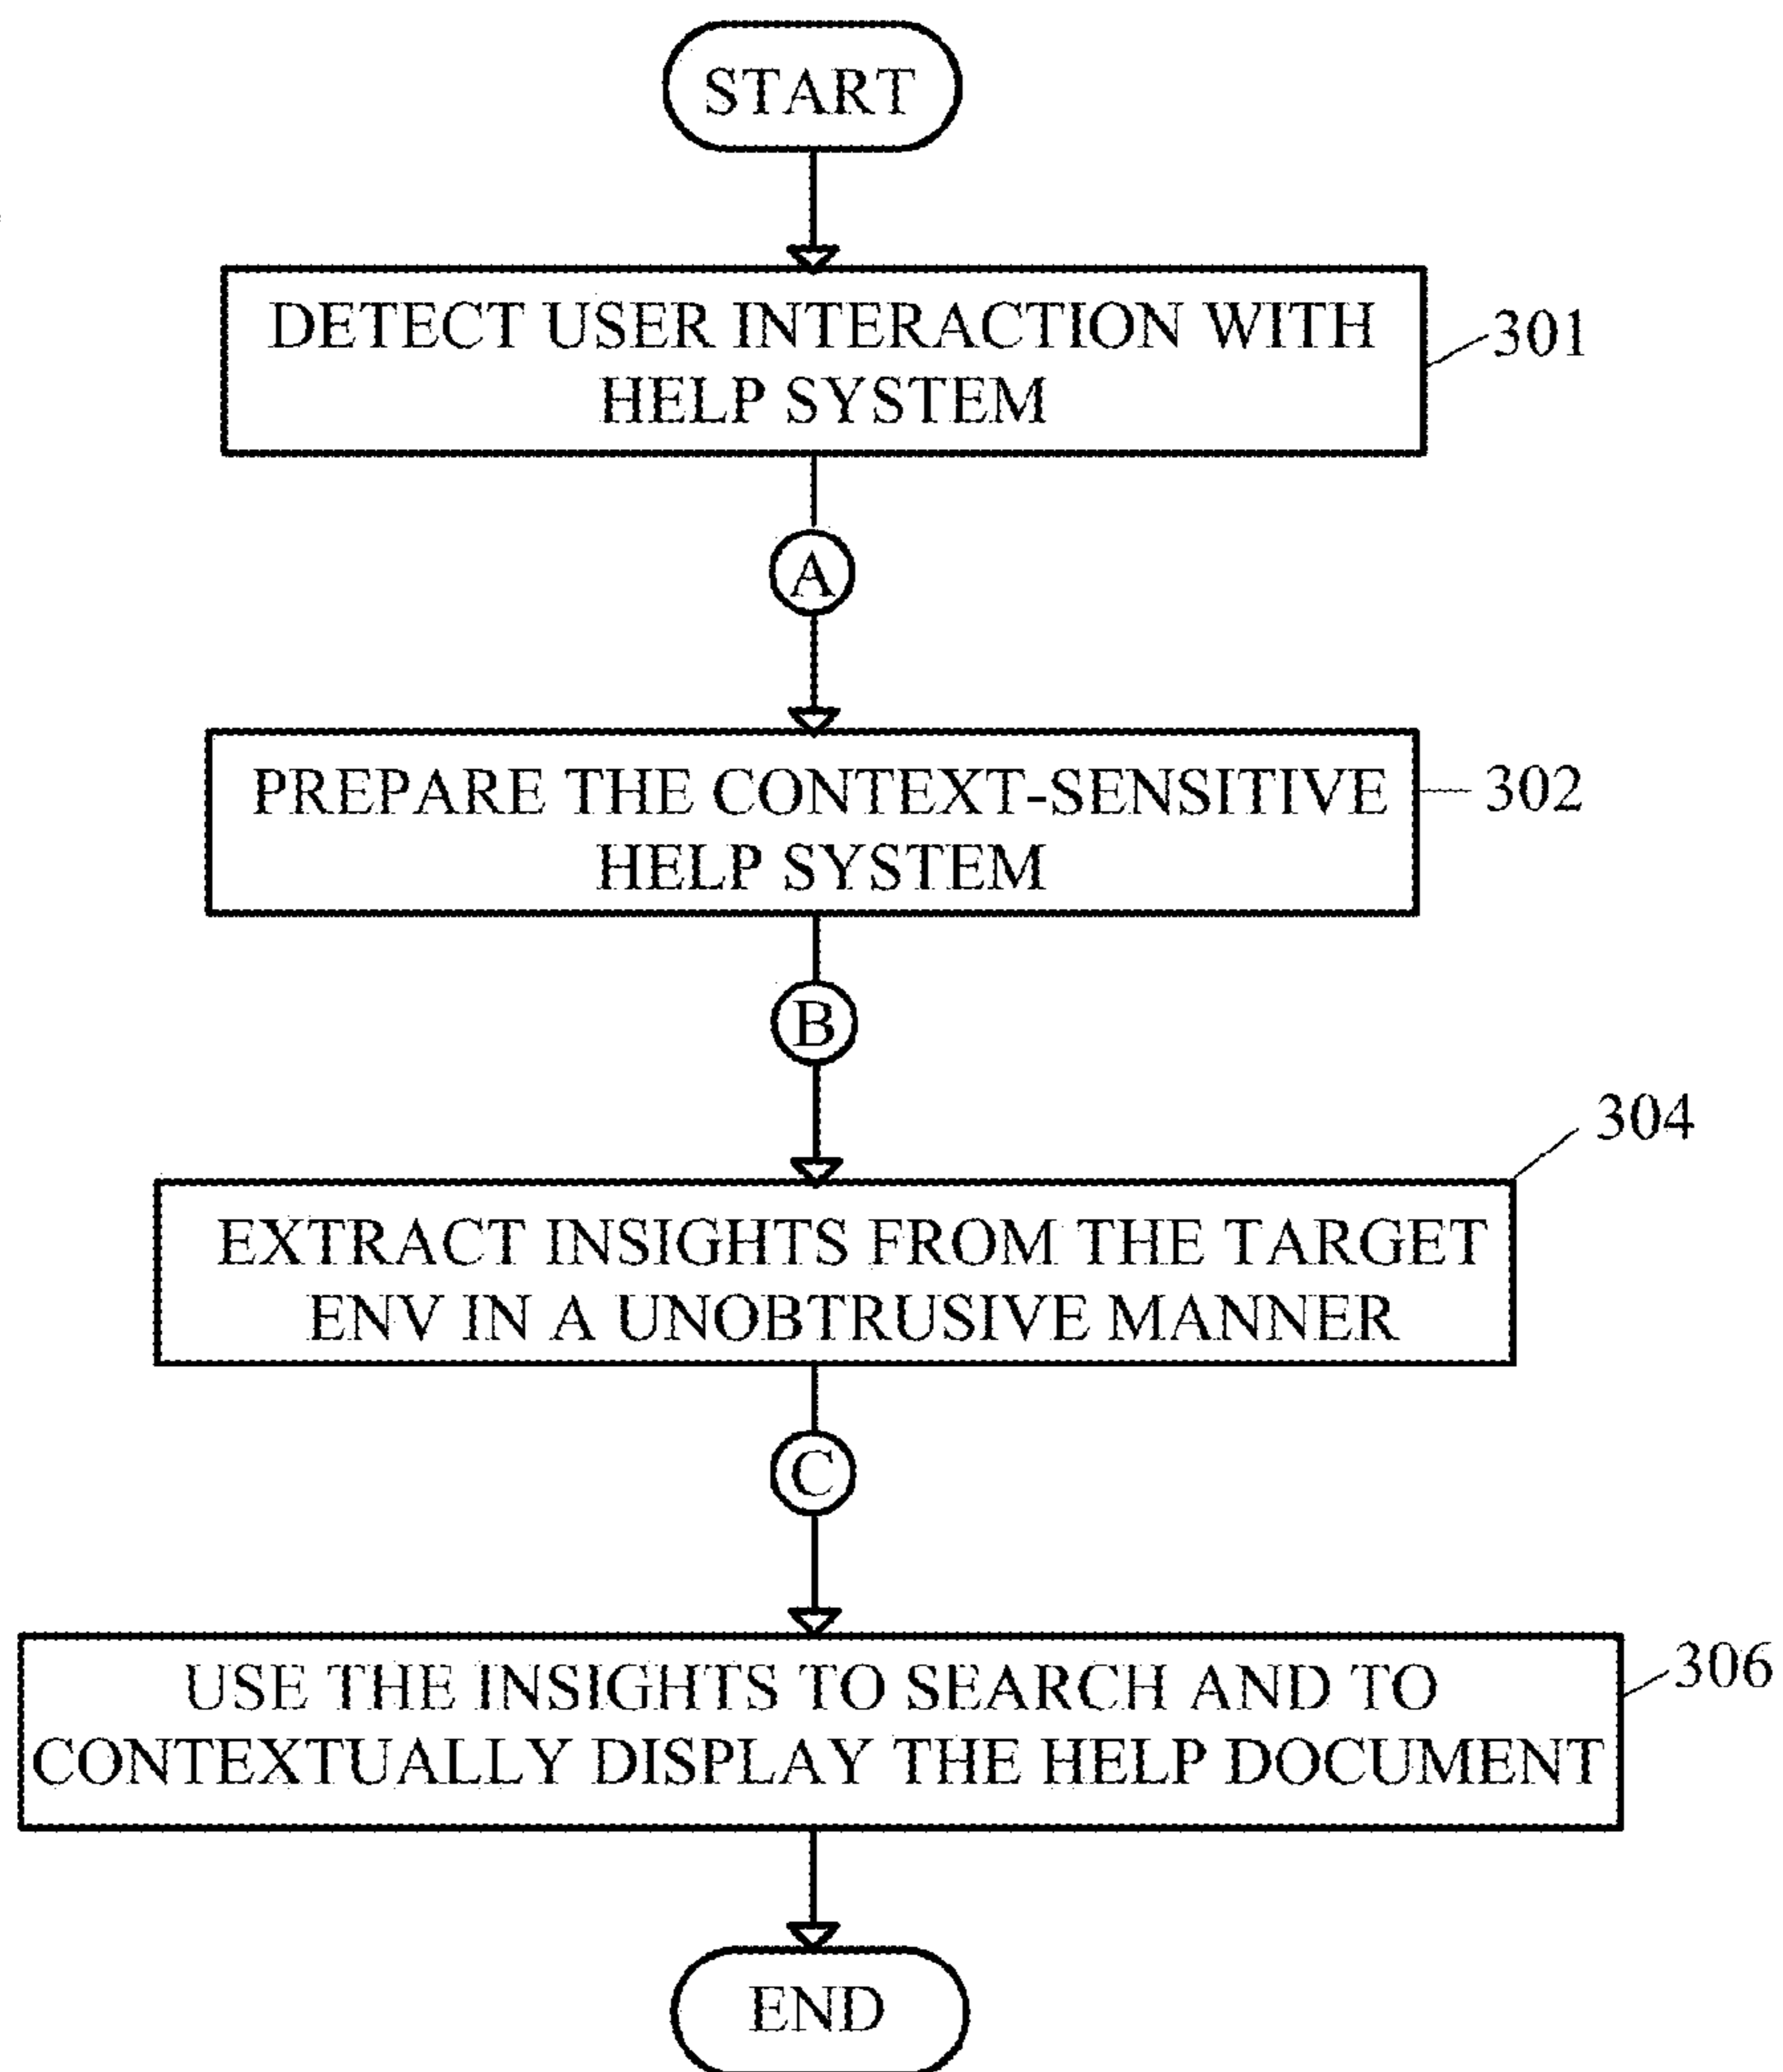 START
DETECT USER INTERACTION WITH
HELP SYSTEM
301
A
PREPARE THE CONTEXT-SENSITIVE
HELP SYSTEM
302
B
304
EXTRACT INSIGHTS FROM THE TARGET
ENV IN A UNOBTRUSIVE MANNER
C
USE THE INSIGHTS TO SEARCH AND TO
CONTEXTUALLY DISPLAY THE HELP DOCUMENT
306
END